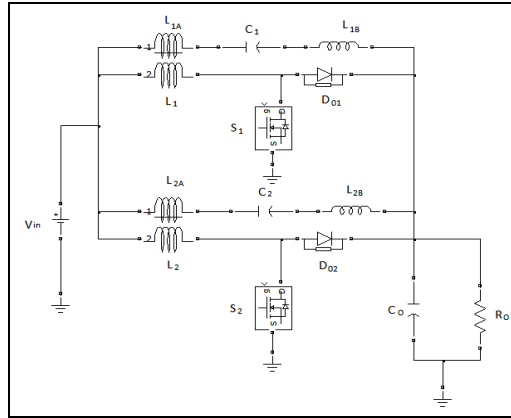 L1A C1 L1B
1
2
L1 D01
g D
S1
S
L2A C2 L2B
1
Vin
+
2
L2 D02
g D
S2
S
CO RO